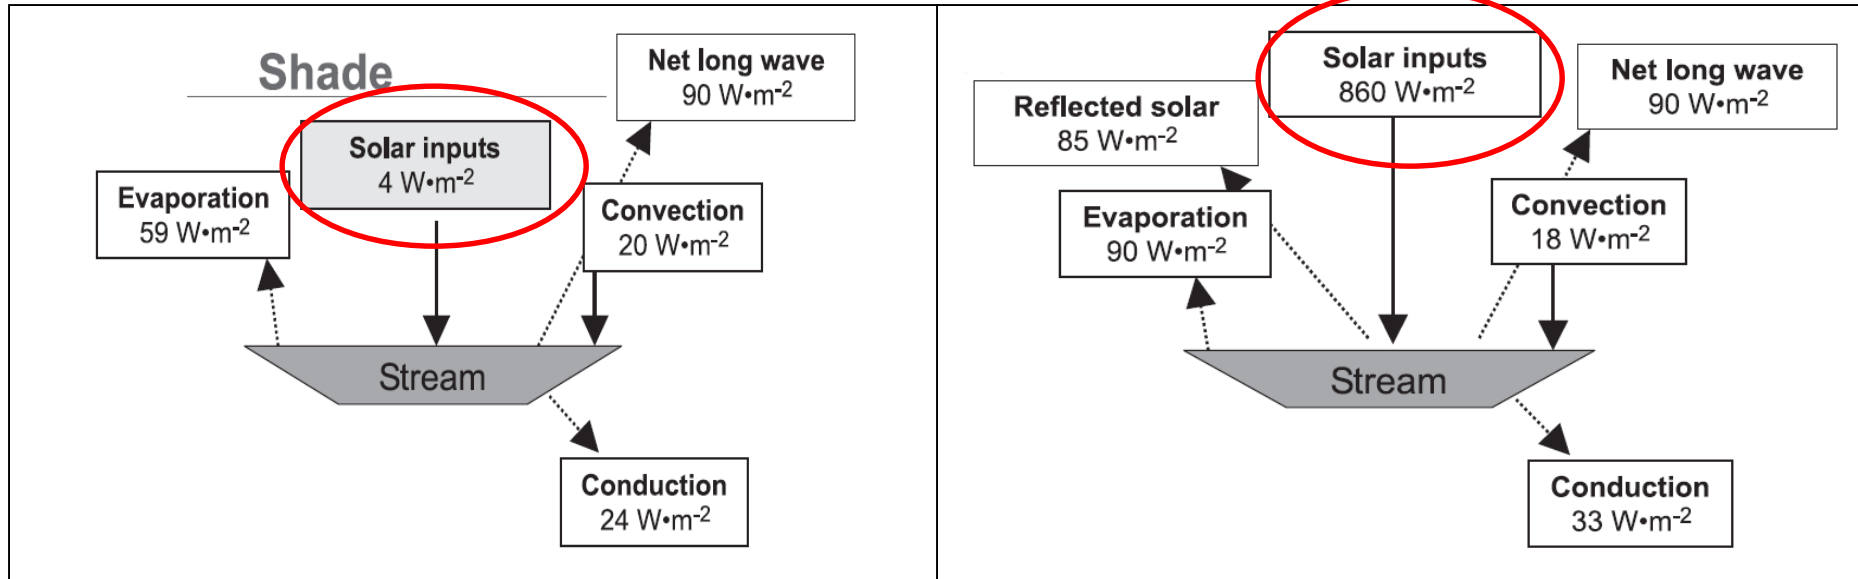 Shade
Net long wave
90 W•m-2
Solar inputs
4 W•m-2
Evaporation
59 W•m-2
Convection
20 W•m-2
Stream
Conduction
24 W•m-2
Solar inputs
860 W•m-2
Net long wave
90 W•m-2
Reflected solar
85 W•m-2
Evaporation
90 W•m-2
Convection
18 W•m-2
Stream
Conduction
33 W•m-2